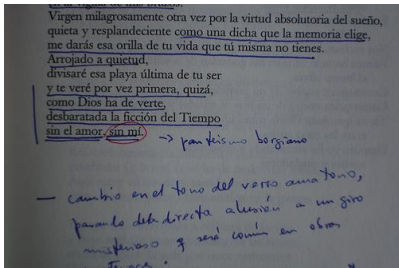 Virgen milagrosamente otra vez por la virtud absolutoria del sueño,
quieta y resplandeciente como una dicha que la memoria elige,
me darás esa orilla de tu vida que tú misma no tienes.
Arrojado a quietud,
divisaré esa playa última de tu ser
y te veré por vez primera, quizá,
como Dios ha de verte,
desbaratada la ficción del Tiempo
sin el amor, sin mí.
→ panteísmo borgiano
— cambio en el tono del verso amatorio,
pasando de la directa alusión a un giro
misterioso q será común en obras